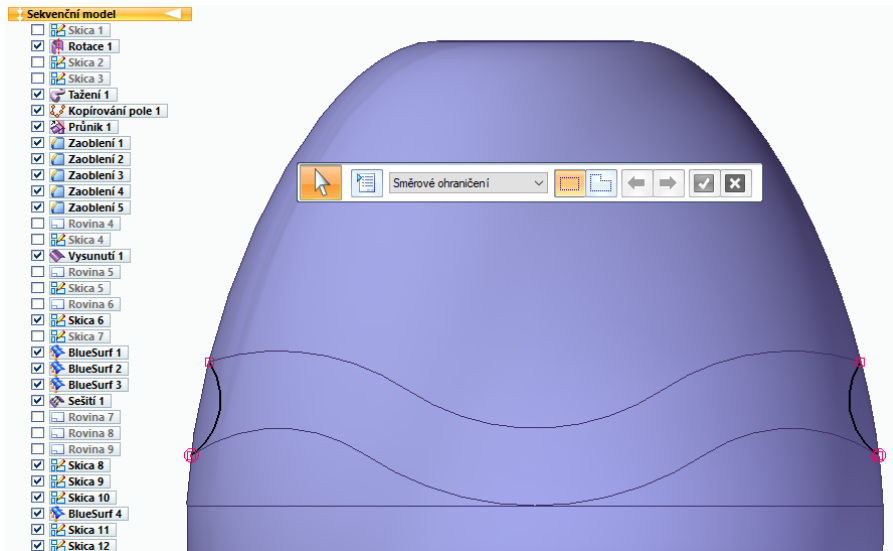 Sekvenční model
Skica 1
Rotace 1
Skica 2
Skica 3
Tažení 1
Kopírování pole 1
Průnik 1
Zaoblení 1
Zaoblení 2
Zaoblení 3
Zaoblení 4
Zaoblení 5
Rovina 4
Skica 4
Vysunutí 1
Rovina 5
Skica 5
Rovina 6
Skica 6
Skica 7
BlueSurf 1
BlueSurf 2
BlueSurf 3
Sešití 1
Rovina 7
Rovina 8
Rovina 9
Skica 8
Skica 9
Skica 10
BlueSurf 4
Skica 11
Skica 12
Směrové ohraničení